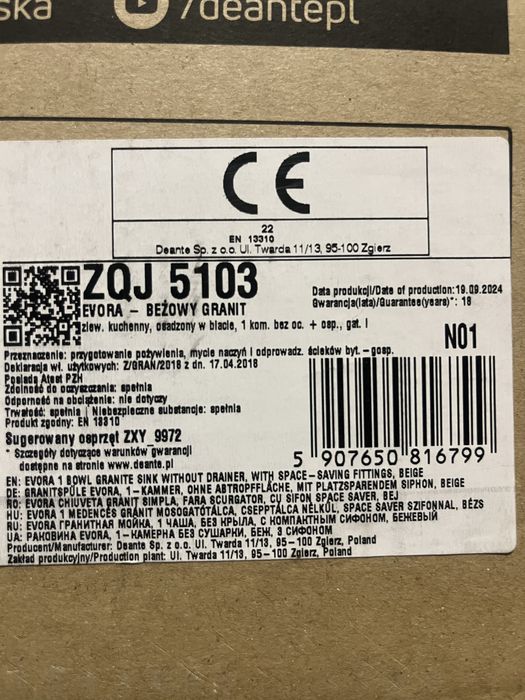 ska /deantepl
CE
22
EN 13310
Deante Sp. z o.o. Ul. Twarda 11/13, 95-100 Zgierz
ZQJ 5103
EVORA – BEŻOWY GRANIT
zlew. kuchenny, osadzony w blacie, 1 kom. bez oc. + osp., gat. I
Data produkcji/Date of production:19.09.2024
Gwarancja(lata)/Guarantee(years)*: 18
N01
Przeznaczenie: przygotowanie pożywienia, mycie naczyń i odprowadz. ścieków byt.-gosp.
Deklaracja wł. użytkowych: Z/GRAN/2018 z dn. 17.04.2018
Posiada Atest PZH
Zdolność do oczyszczania: spełnia
Odporność na obciążenie: nie dotyczy
Trwałość: spełnia | Niebezpieczne substancje: spełnia
Produkt zgodny: EN 13310
Sugerowany osprzęt ZXY_9972
* Szczegóły dotyczące warunków gwarancji
dostępne na stronie www.deante.pl
5 907650 816799
EN: EVORA 1 BOWL GRANITE SINK WITHOUT DRAINER, WITH SPACE-SAVING FITTINGS, BEIGE
DE: GRANITSPÜLE EVORA, 1-KAMMER, OHNE ABTROPFFLÄCHE, MIT PLATZSPARENDEM SIPHON, BEIGE
RO: EVORA CHIUVETA GRANIT SIMPLA, FARA SCURGATOR, CU SIFON SPACE SAVER, BEJ
HU: EVORA 1 MEDENCÉS GRÁNIT MOSOGATÓTÁLCA, CSEPPTÁLCA NÉLKÜL, SPACE SAVER SZIFONNAL, BÉZS
RU: EVORA ГРАНИТНАЯ МОЙКА, 1 ЧАША, БЕЗ КРЫЛА, С КОМПАКТНЫМ СИФОНОМ, БЕЖЕВЫЙ
UA: РАКОВИНА EVORA, 1-КАМЕРНА БЕЗ СУШАРКИ, БЕЖ, З СИФОНОМ
Producent/Manufacturer: Deante Sp. z o.o. Ul. Twarda 11/13, 95-100 Zgierz, Poland
Zakład produkcyjny/Production plant: Ul. Twarda 11/13, 95-100 Zgierz, Poland